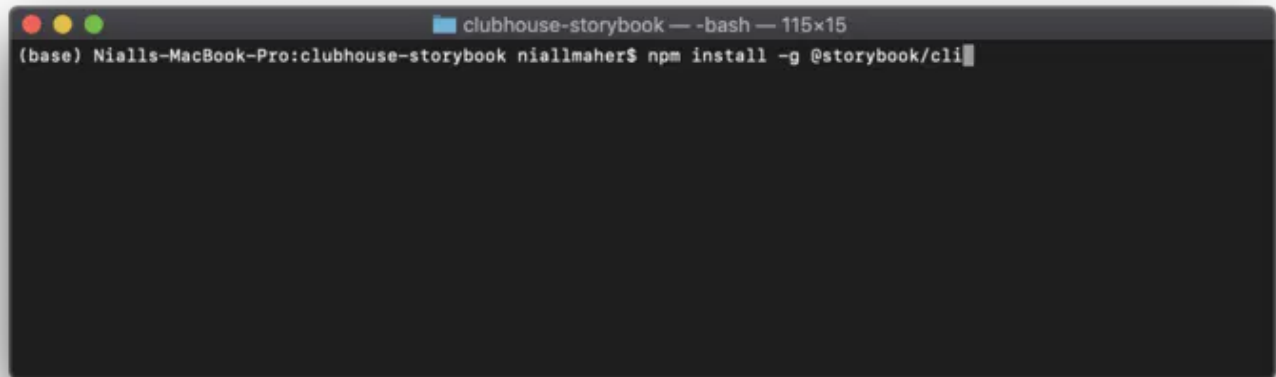 clubhouse-storybook — -bash — 115×15
(base) Nialls-MacBook-Pro:clubhouse-storybook niallmaher$ npm install -g @storybook/cli